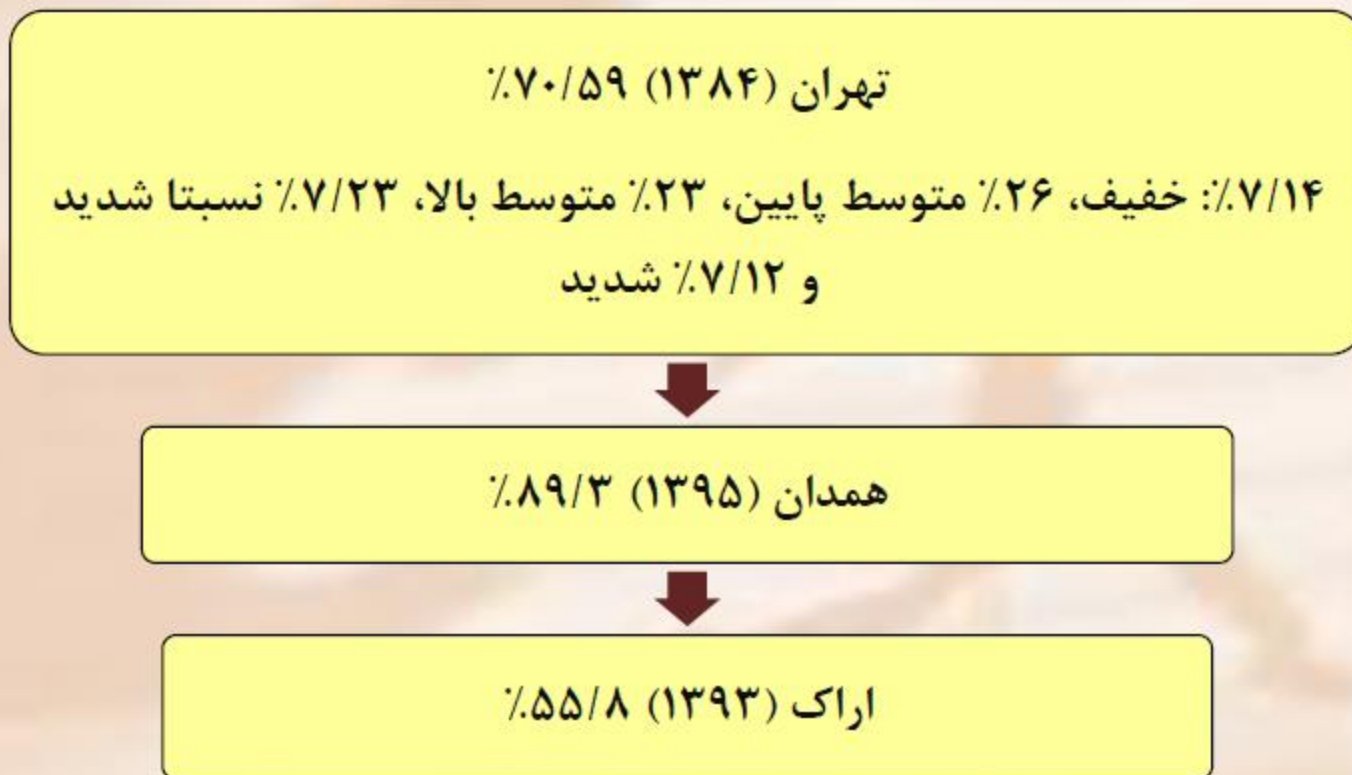 تهران (۱۳۸۴) ۷۰/۵۹٪
۷/۱۴٪: خفیف، ۲۶٪ متوسط پایین، ۲۳٪ متوسط بالا، ۷/۲۳٪ نسبتا شدید
و ۷/۱۲٪ شدید
همدان (۱۳۹۵) ۸۹/۳٪
اراک (۱۳۹۳) ۵۵/۸٪